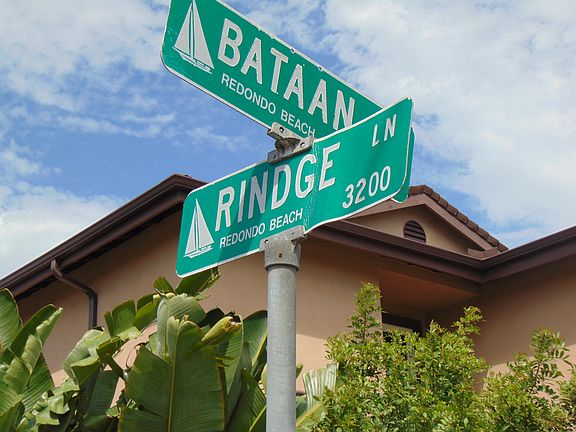 BATAAN
REDONDO BEACH
RINDGE LN
REDONDO BEACH 3200